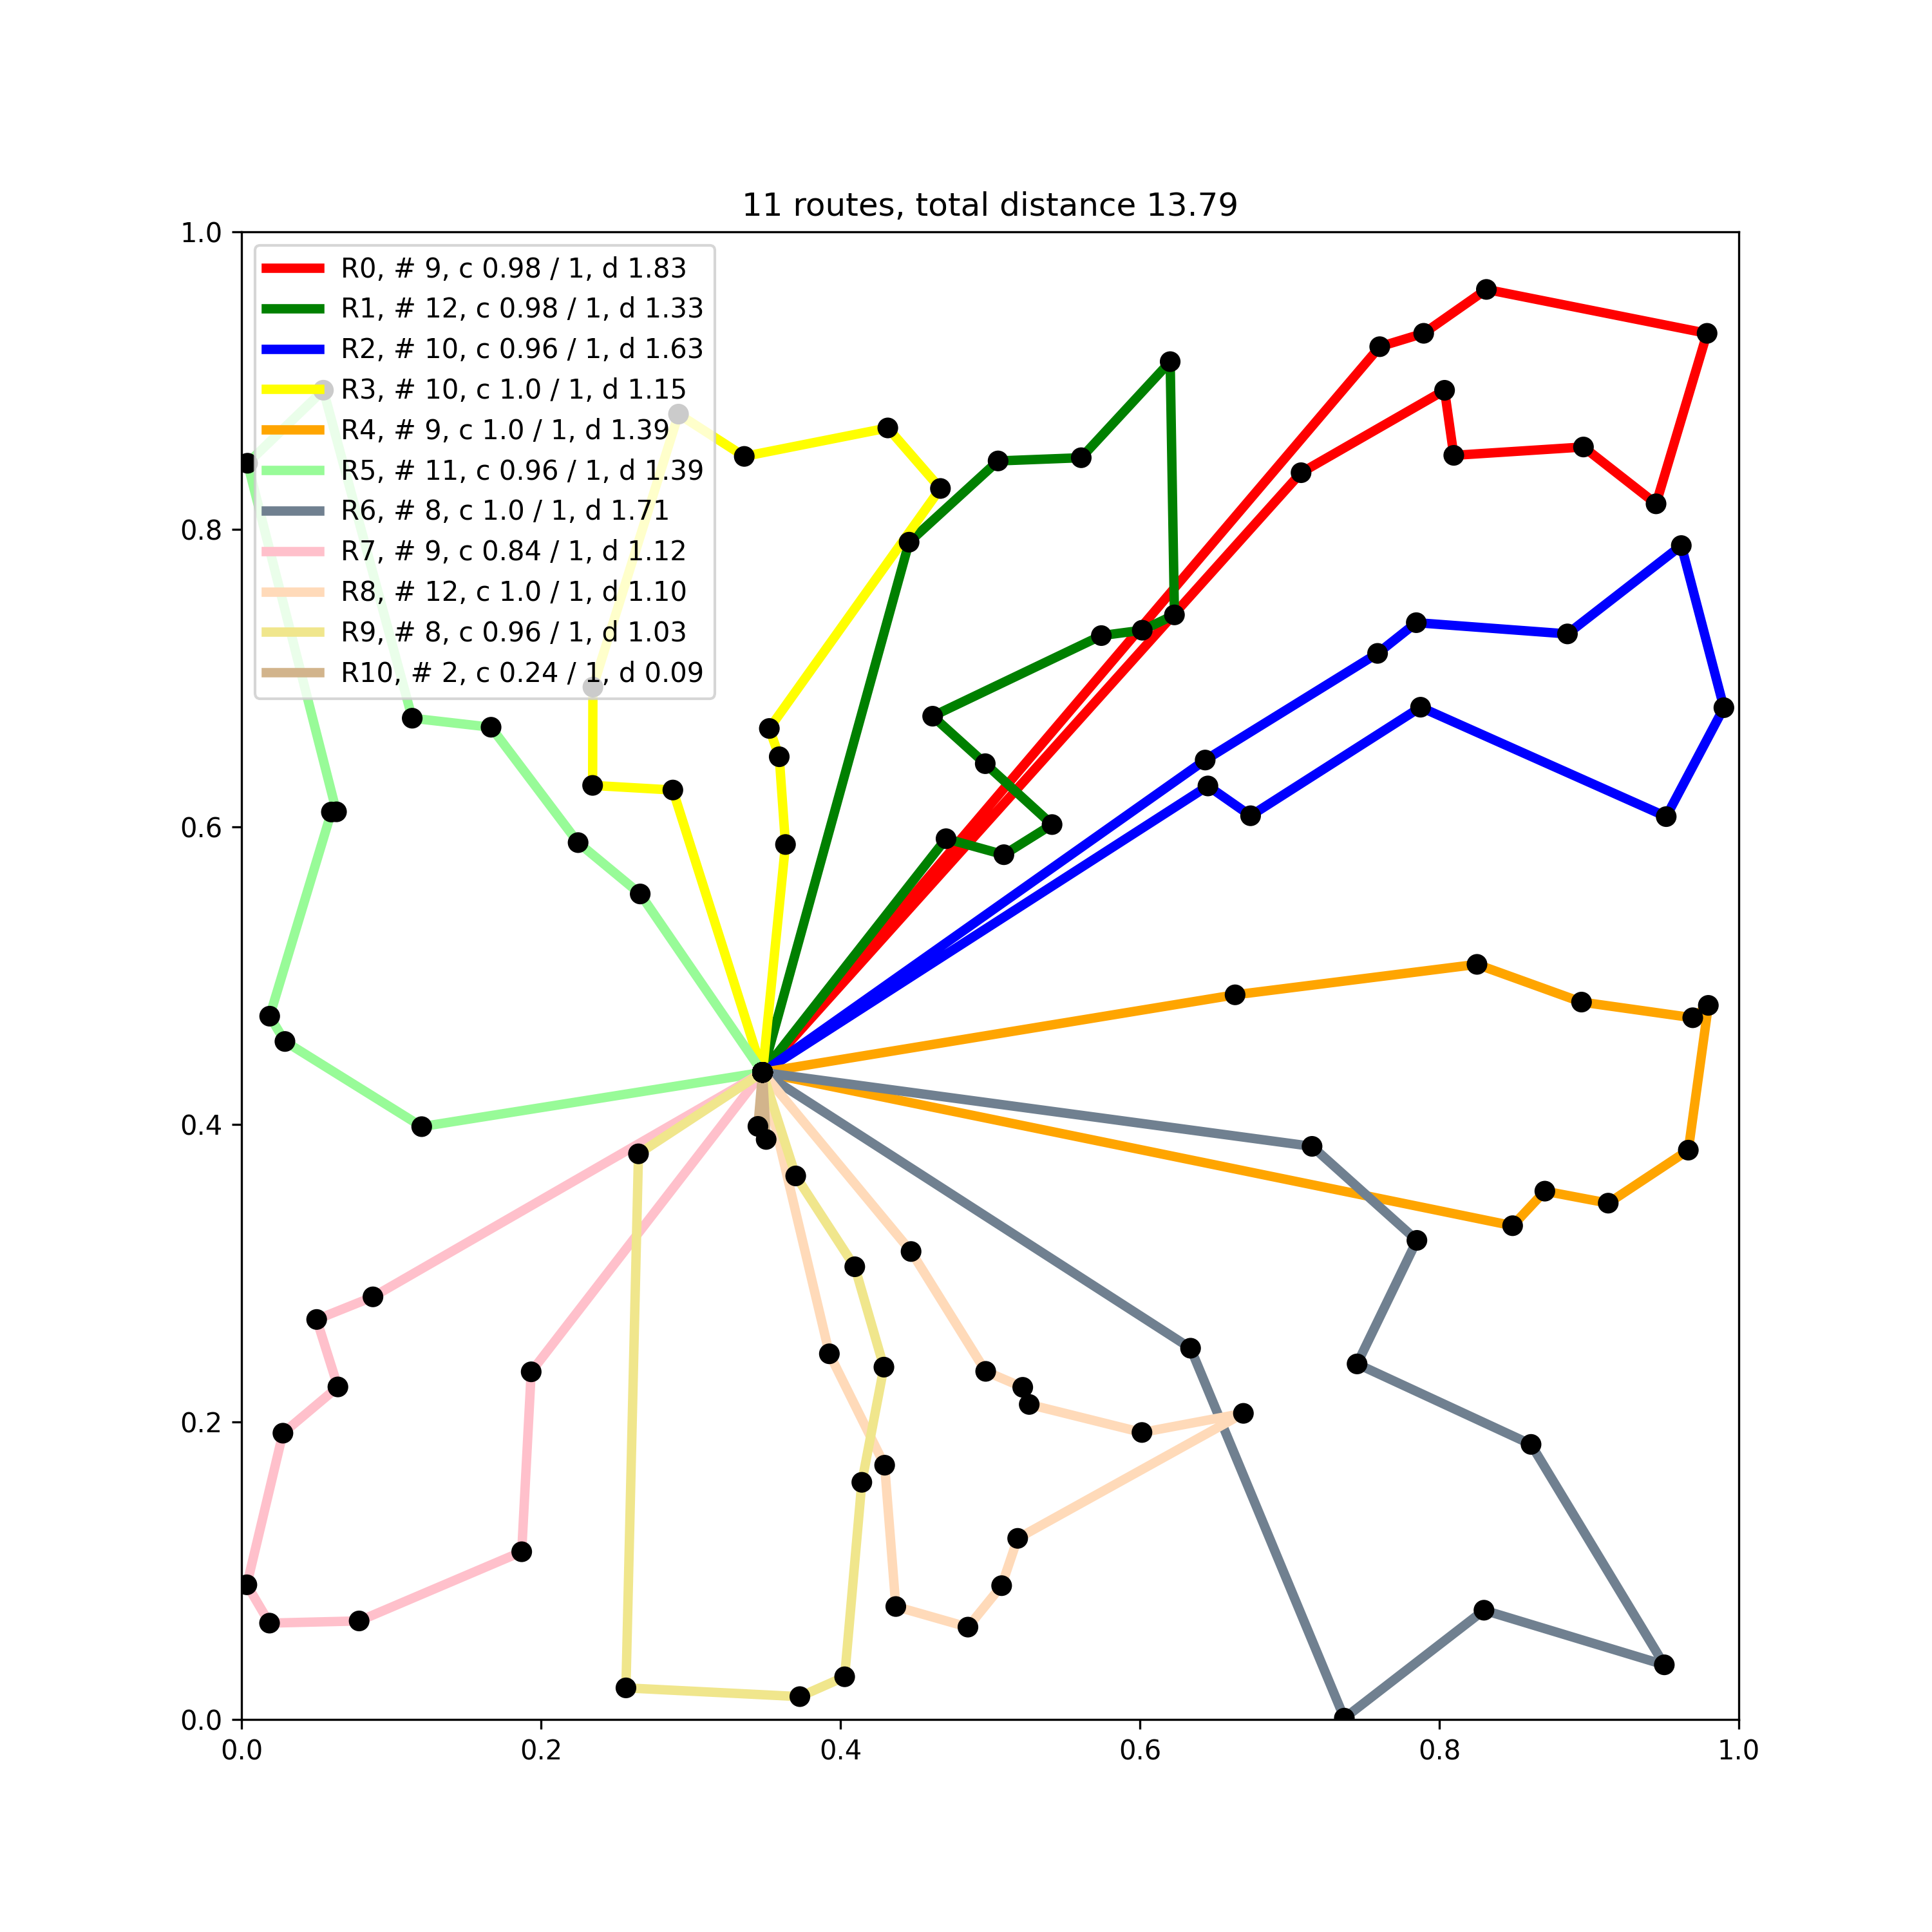 11 routes, total distance 13.79
1.0
R0, # 9, c 0.98 / 1, d 1.83
R1, # 12, c 0.98 / 1, d 1.33
R2, # 10, c 0.96 / 1, d 1.63
R3, # 10, c 1.0 / 1, d 1.15
R4, # 9, c 1.0 / 1, d 1.39
R5, # 11, c 0.96 / 1, d 1.39
R6, # 8, c 1.0 / 1, d 1.71
R7, # 9, c 0.84 / 1, d 1.12
R8, # 12, c 1.0 / 1, d 1.10
R9, # 8, c 0.96 / 1, d 1.03
R10, # 2, c 0.24 / 1, d 0.09
0.8
0.6
0.4
0.2
0.0
0.0 0.2 0.4 0.6 0.8 1.0